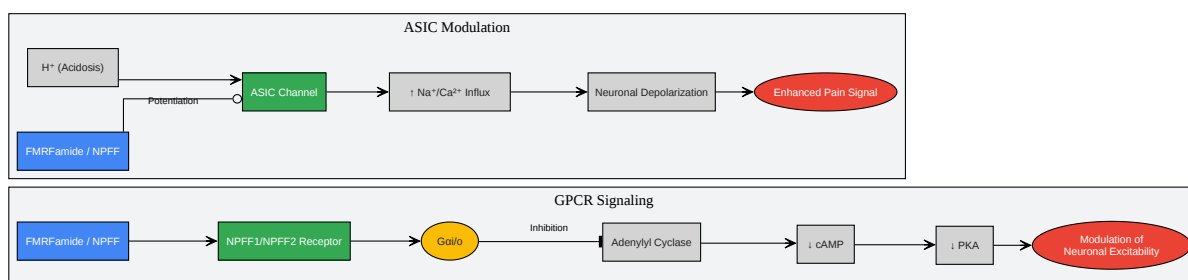 ASIC Modulation
H⁺ (Acidosis)
Potentiation
ASIC Channel
↑ Na⁺/Ca²⁺ Influx
Neuronal Depolarization
Enhanced Pain Signal
FMRFamide / NPFF
GPCR Signaling
FMRFamide / NPFF
NPFF1/NPFF2 Receptor
Gαi/o
Inhibition
Adenylyl Cyclase
↓ cAMP
↓ PKA
Modulation of
Neuronal Excitability